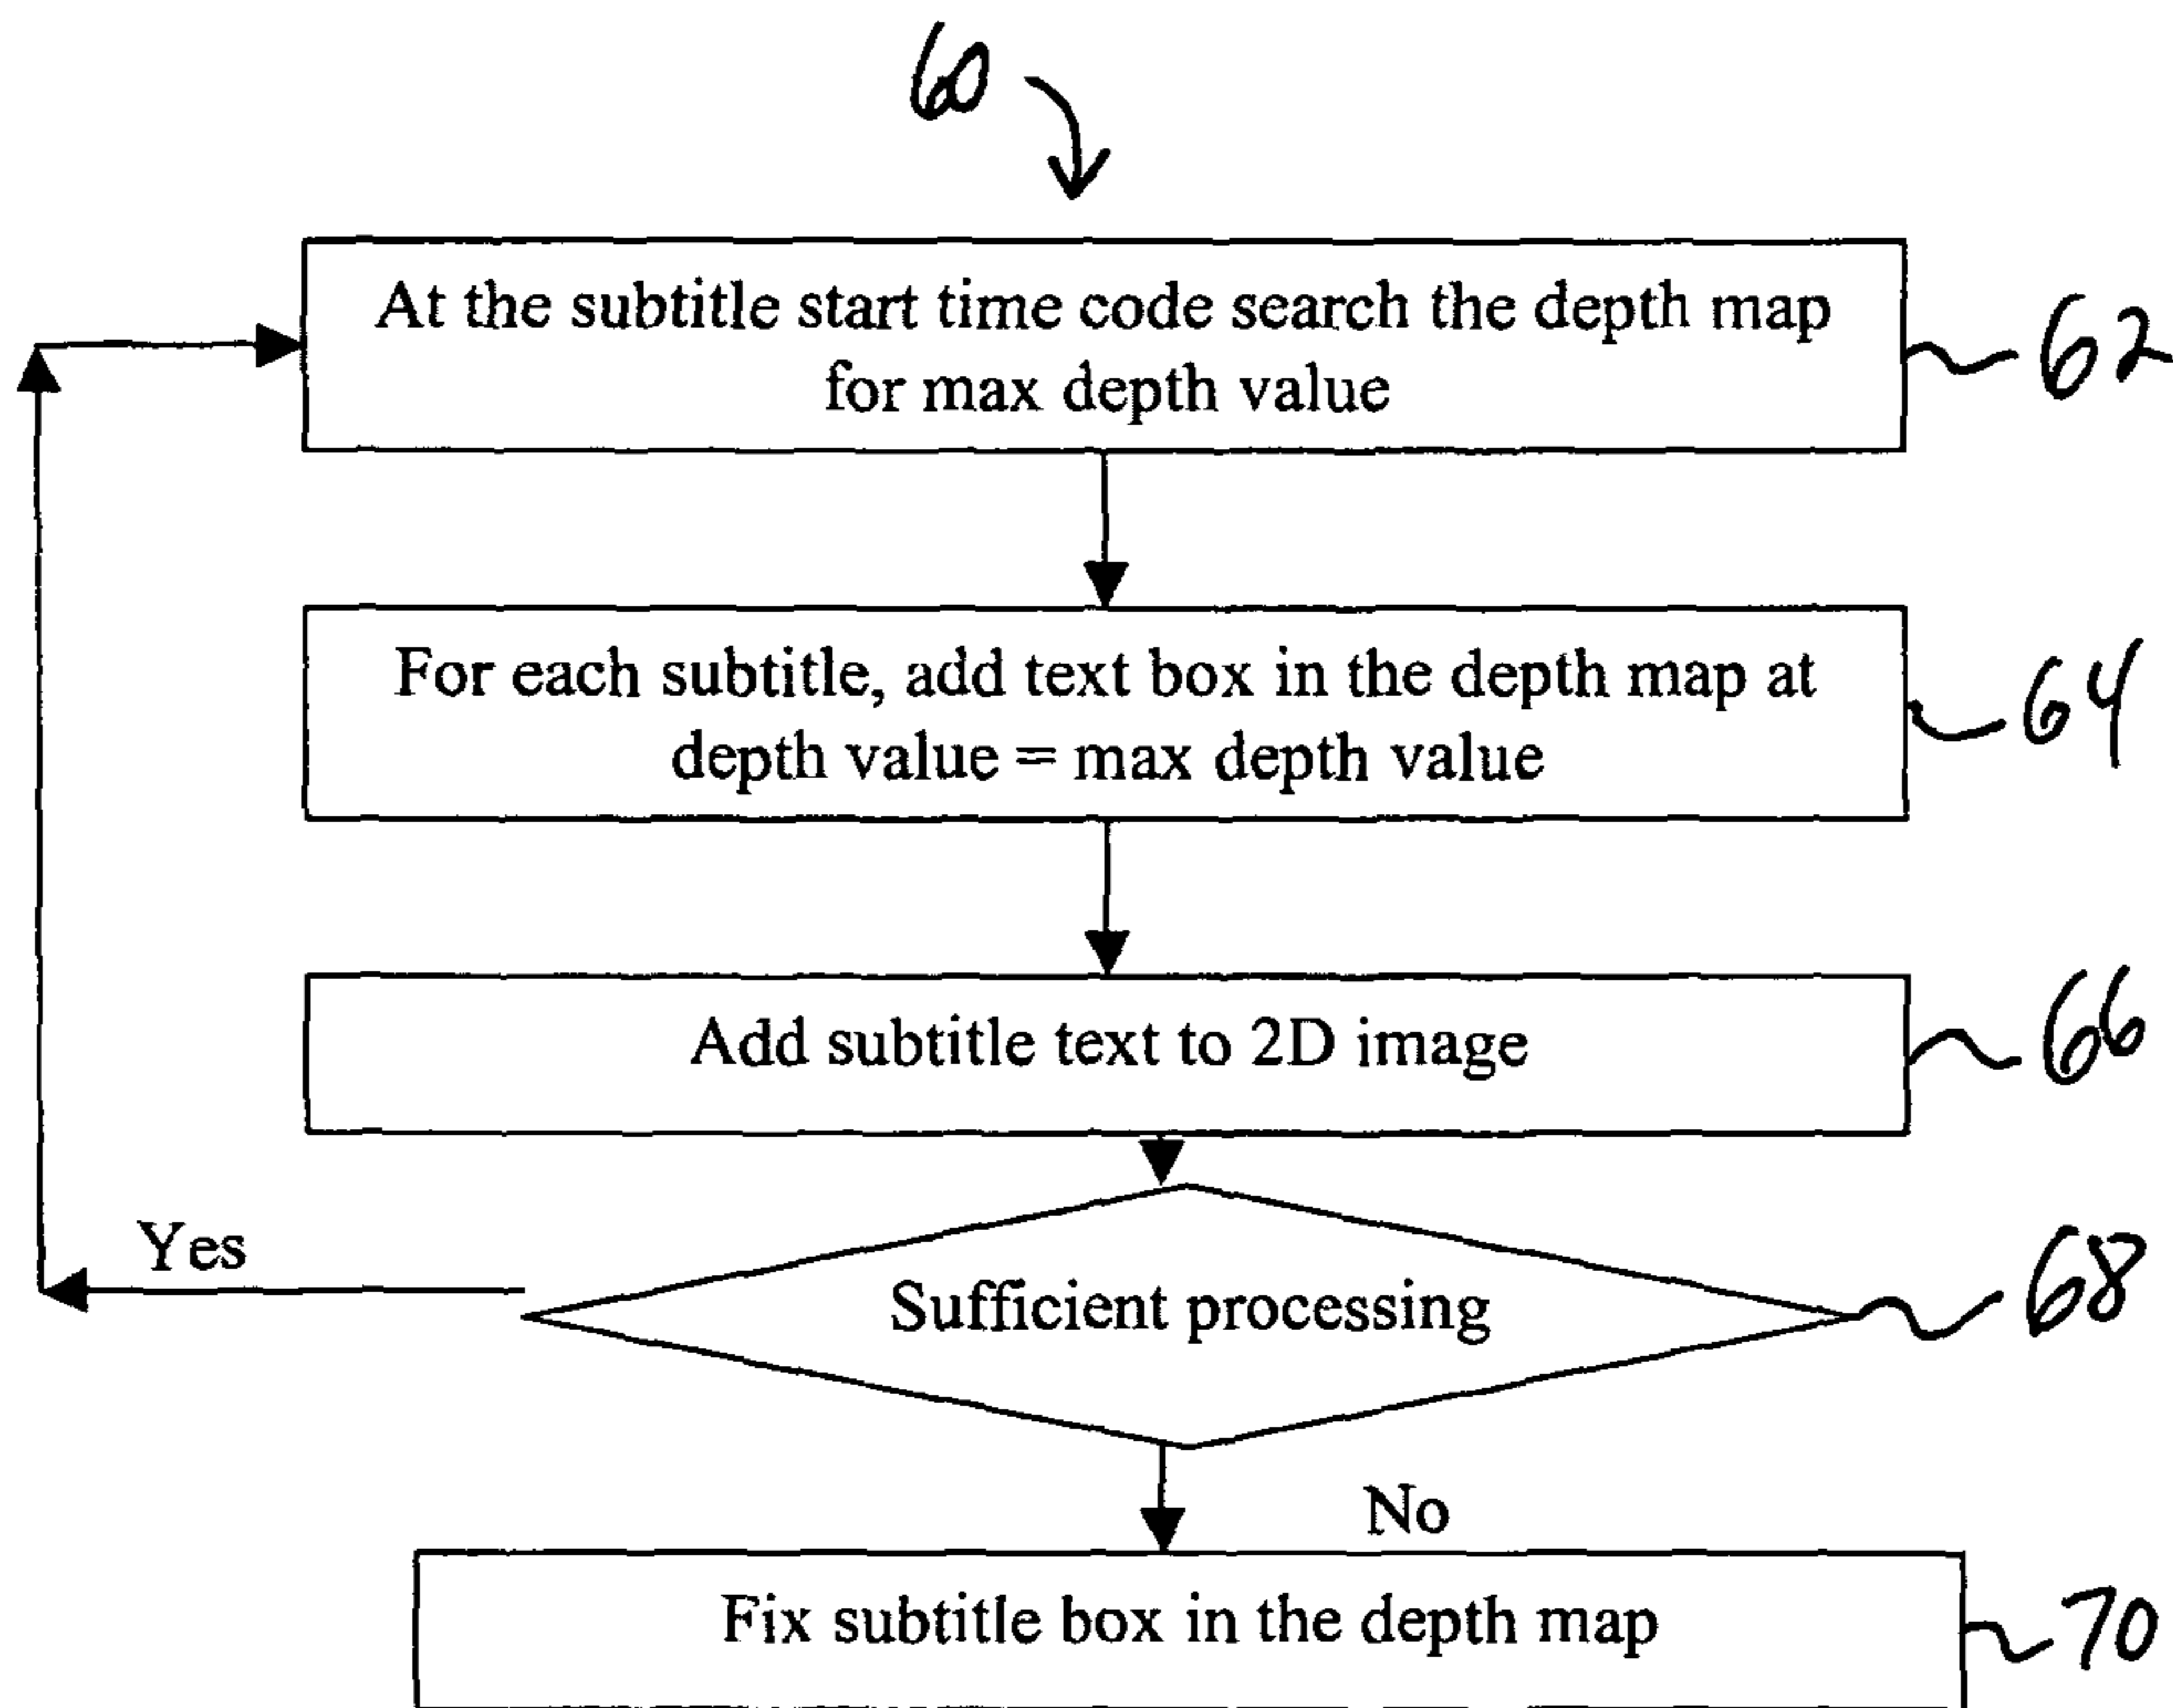 60
At the subtitle start time code search the depth map
for max depth value
62
For each subtitle, add text box in the depth map at
depth value = max depth value
64
Add subtitle text to 2D image
66
Yes
Sufficient processing
68
No
Fix subtitle box in the depth map
70